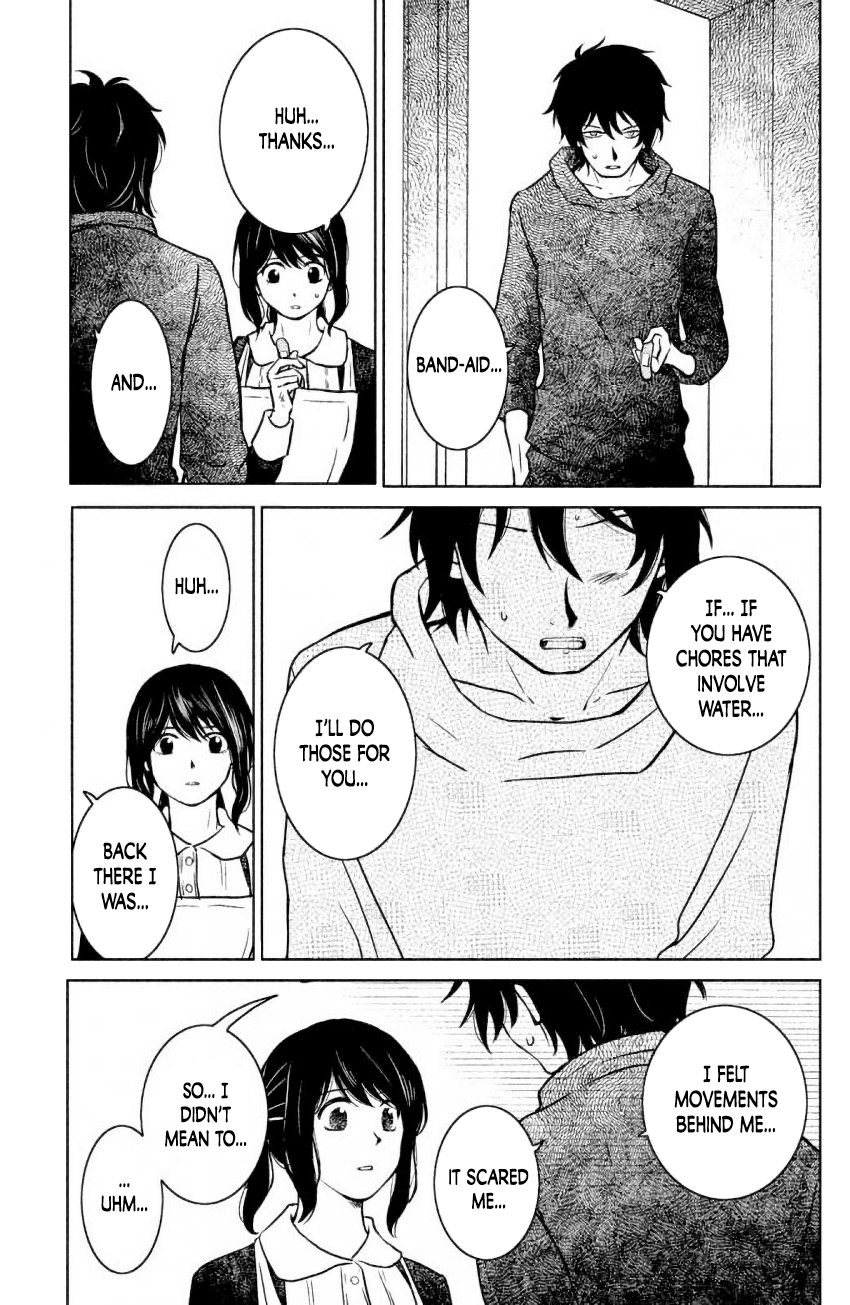 BAND-AID...
HUH...
THANKS...
AND...
IF... IF
YOU HAVE
CHORES THAT
INVOLVE
WATER...
I'LL DO
THOSE FOR
YOU...
HUH...
BACK
THERE I
WAS...
I FELT
MOVEMENTS
BEHIND ME...
IT SCARED
ME...
SO... I
DIDN'T
MEAN TO...
...
UHM...